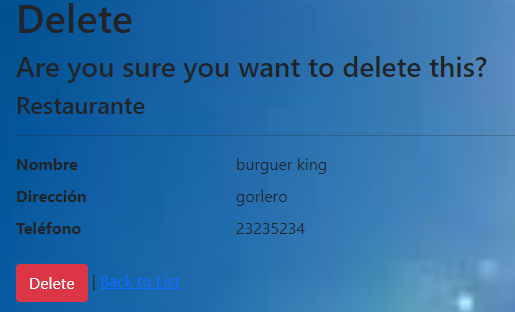 Delete
Are you sure you want to delete this?
Restaurante
Nombre burguer king
Dirección gorlero
Teléfono 23235234
Delete | Back to List